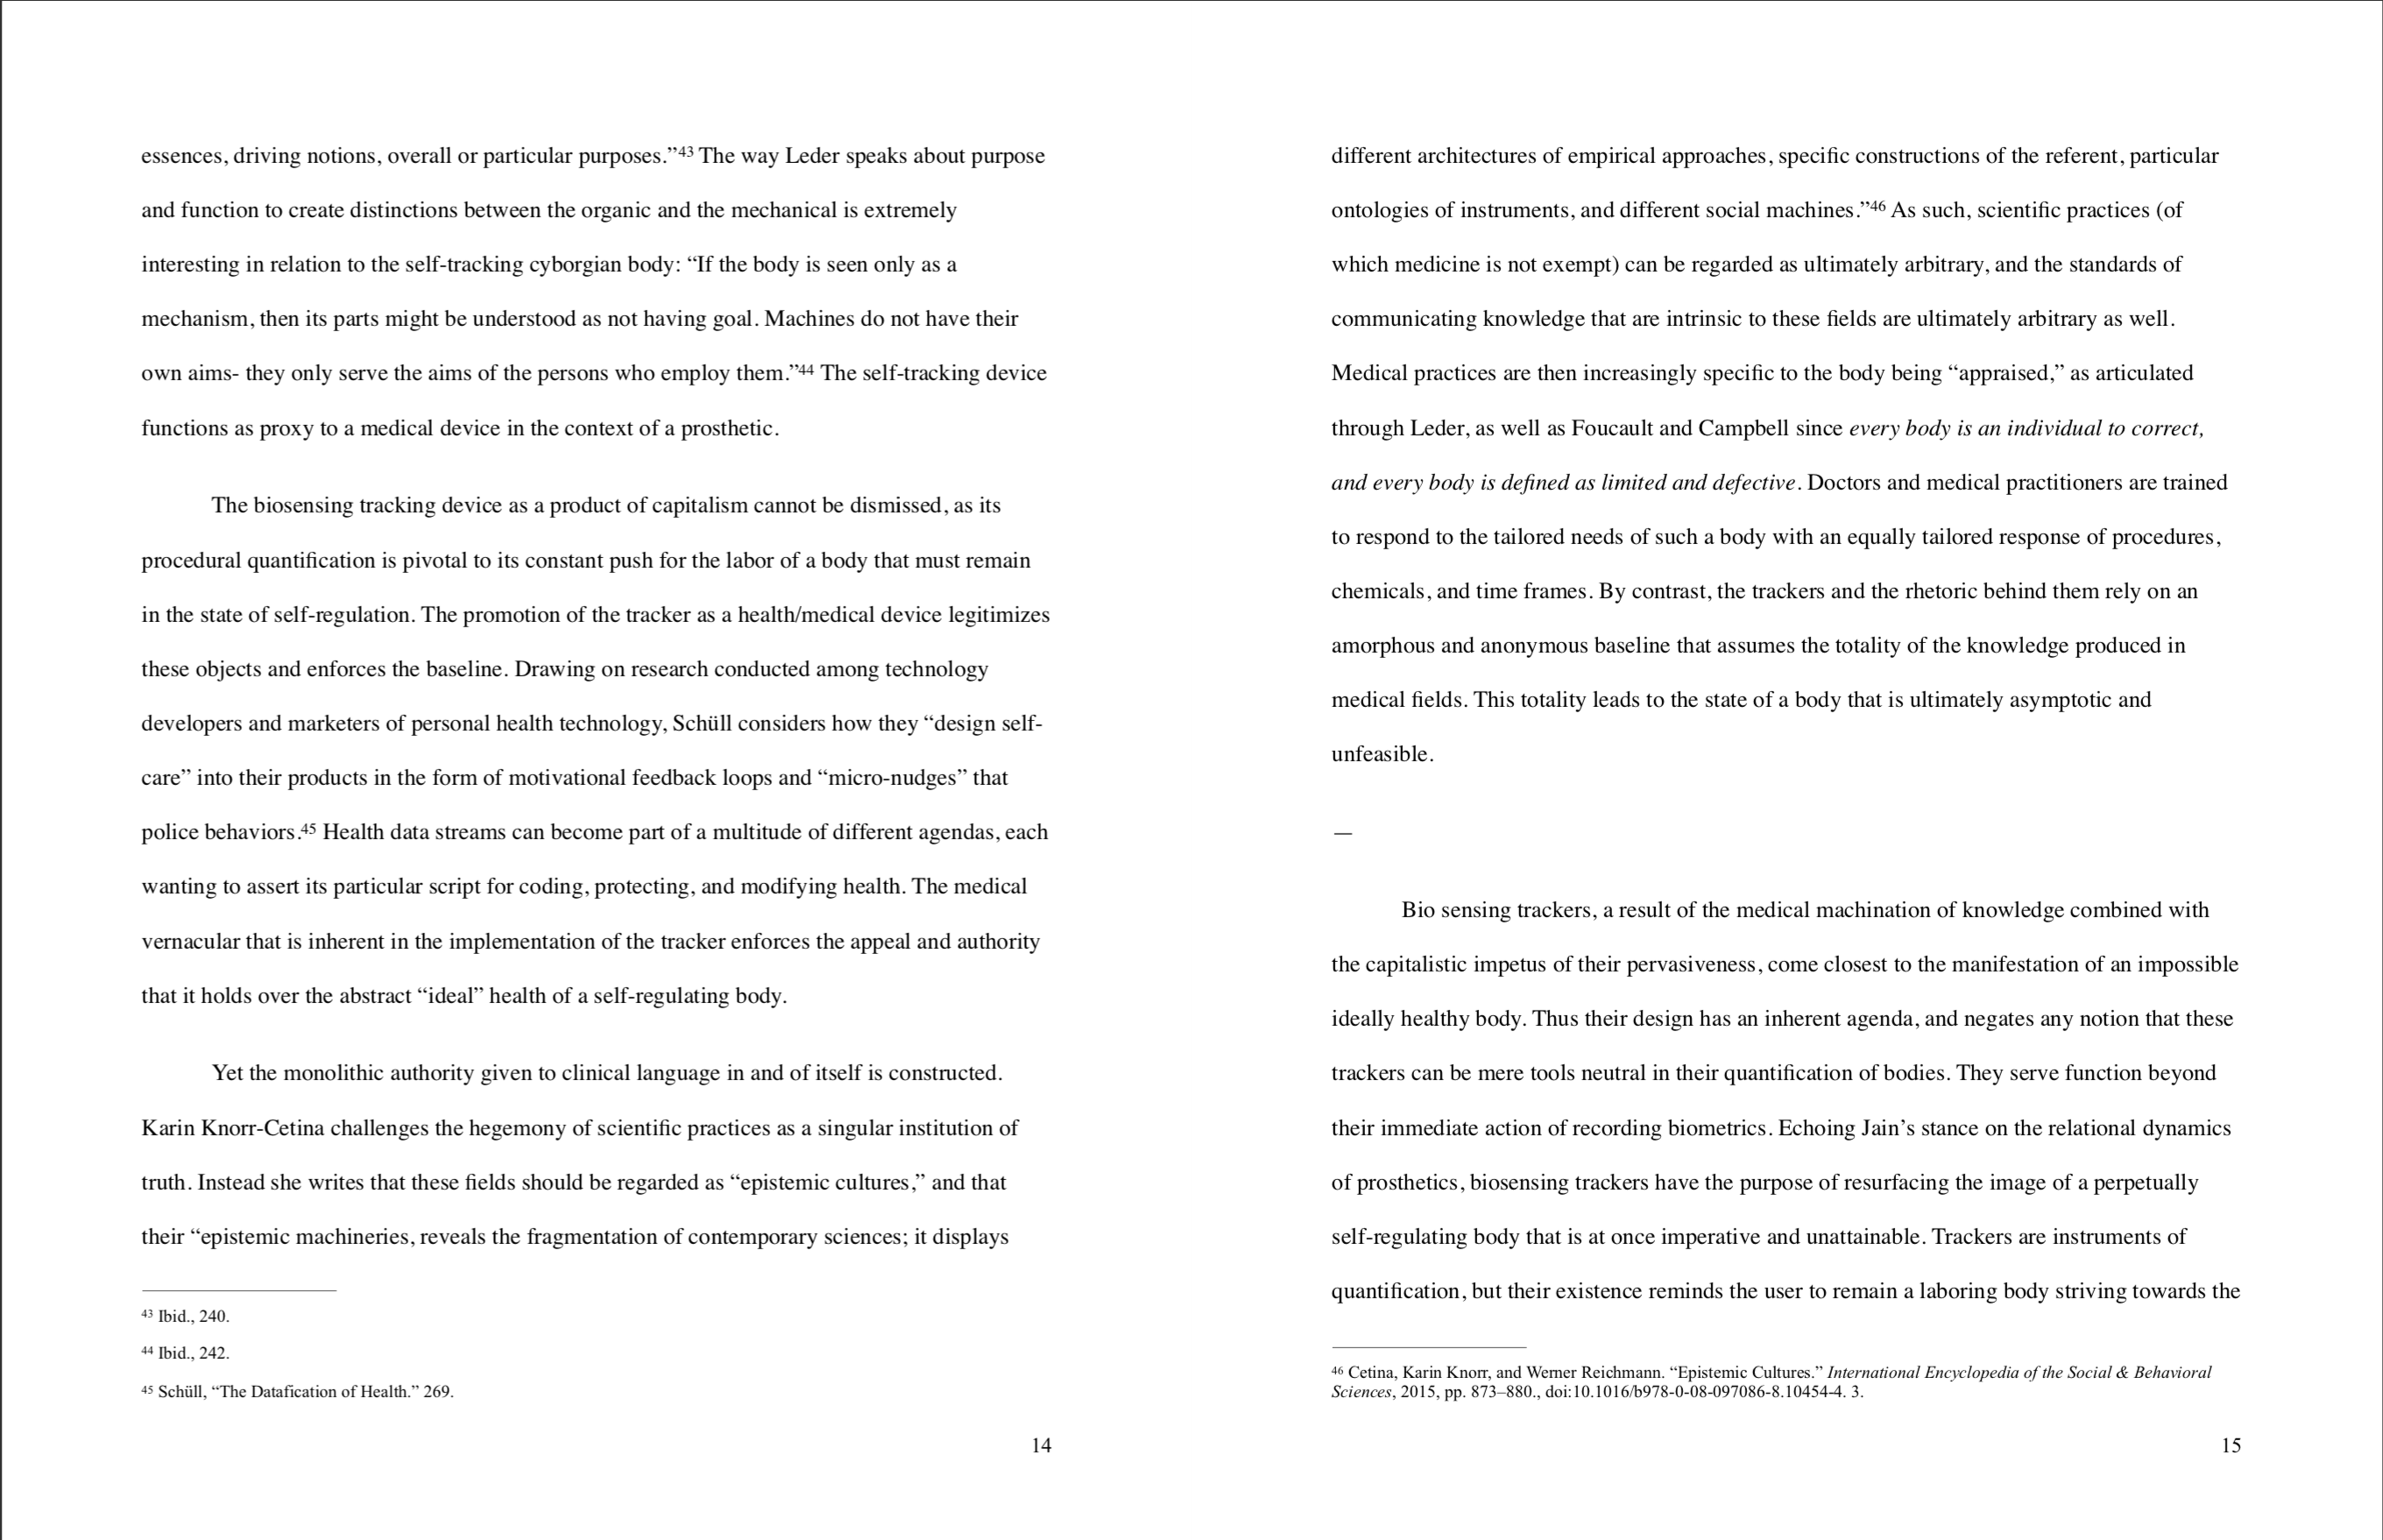 essences, driving notions, overall or particular purposes.”43 The way Leder speaks about purpose
and function to create distinctions between the organic and the mechanical is extremely
interesting in relation to the self-tracking cyborgian body: “If the body is seen only as a
mechanism, then its parts might be understood as not having goal. Machines do not have their
own aims- they only serve the aims of the persons who employ them.”44 The self-tracking device
functions as proxy to a medical device in the context of a prosthetic.
The biosensing tracking device as a product of capitalism cannot be dismissed, as its
procedural quantification is pivotal to its constant push for the labor of a body that must remain
in the state of self-regulation. The promotion of the tracker as a health/medical device legitimizes
these objects and enforces the baseline. Drawing on research conducted among technology
developers and marketers of personal health technology, Schüll considers how they “design self-
care” into their products in the form of motivational feedback loops and “micro-nudges” that
police behaviors.45 Health data streams can become part of a multitude of different agendas, each
wanting to assert its particular script for coding, protecting, and modifying health. The medical
vernacular that is inherent in the implementation of the tracker enforces the appeal and authority
that it holds over the abstract “ideal” health of a self-regulating body.
Yet the monolithic authority given to clinical language in and of itself is constructed.
Karin Knorr-Cetina challenges the hegemony of scientific practices as a singular institution of
truth. Instead she writes that these fields should be regarded as “epistemic cultures,” and that
their “epistemic machineries, reveals the fragmentation of contemporary sciences; it displays
43 Ibid., 240.
44 Ibid., 242.
45 Schüll, “The Datafication of Health.” 269.
14
different architectures of empirical approaches, specific constructions of the referent, particular
ontologies of instruments, and different social machines.”46 As such, scientific practices (of
which medicine is not exempt) can be regarded as ultimately arbitrary, and the standards of
communicating knowledge that are intrinsic to these fields are ultimately arbitrary as well.
Medical practices are then increasingly specific to the body being “appraised,” as articulated
through Leder, as well as Foucault and Campbell since every body is an individual to correct,
and every body is defined as limited and defective. Doctors and medical practitioners are trained
to respond to the tailored needs of such a body with an equally tailored response of procedures,
chemicals, and time frames. By contrast, the trackers and the rhetoric behind them rely on an
amorphous and anonymous baseline that assumes the totality of the knowledge produced in
medical fields. This totality leads to the state of a body that is ultimately asymptotic and
unfeasible.
—
Bio sensing trackers, a result of the medical machination of knowledge combined with
the capitalistic impetus of their pervasiveness, come closest to the manifestation of an impossible
ideally healthy body. Thus their design has an inherent agenda, and negates any notion that these
trackers can be mere tools neutral in their quantification of bodies. They serve function beyond
their immediate action of recording biometrics. Echoing Jain’s stance on the relational dynamics
of prosthetics, biosensing trackers have the purpose of resurfacing the image of a perpetually
self-regulating body that is at once imperative and unattainable. Trackers are instruments of
quantification, but their existence reminds the user to remain a laboring body striving towards the
46 Cetina, Karin Knorr, and Werner Reichmann. “Epistemic Cultures.” International Encyclopedia of the Social & Behavioral
Sciences, 2015, pp. 873–880., doi:10.1016/b978-0-08-097086-8.10454-4. 3.
15